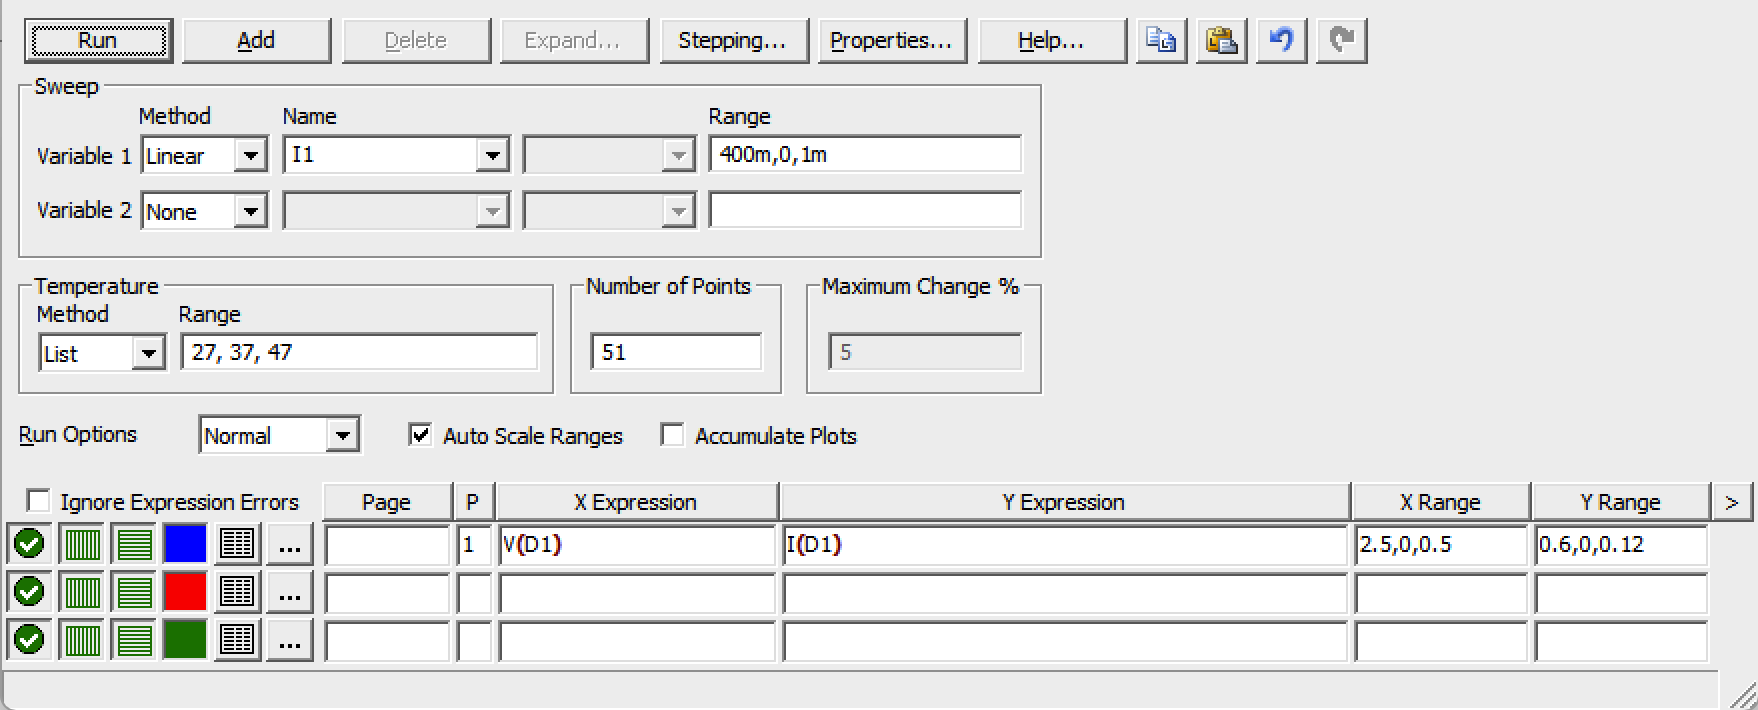 Run Add Delete Expand... Stepping... Properties... Help...
Sweep
Method Name Range
Variable 1 Linear I1 400m,0,1m
Variable 2 None
Temperature Number of Points Maximum Change %
Method Range
List 27, 37, 47 51 5
Run Options Normal Auto Scale Ranges Accumulate Plots
Ignore Expression Errors Page P X Expression Y Expression X Range Y Range >
... 1 V(D1) I(D1) 2.5,0,0.5 0.6,0,0.12
...
...